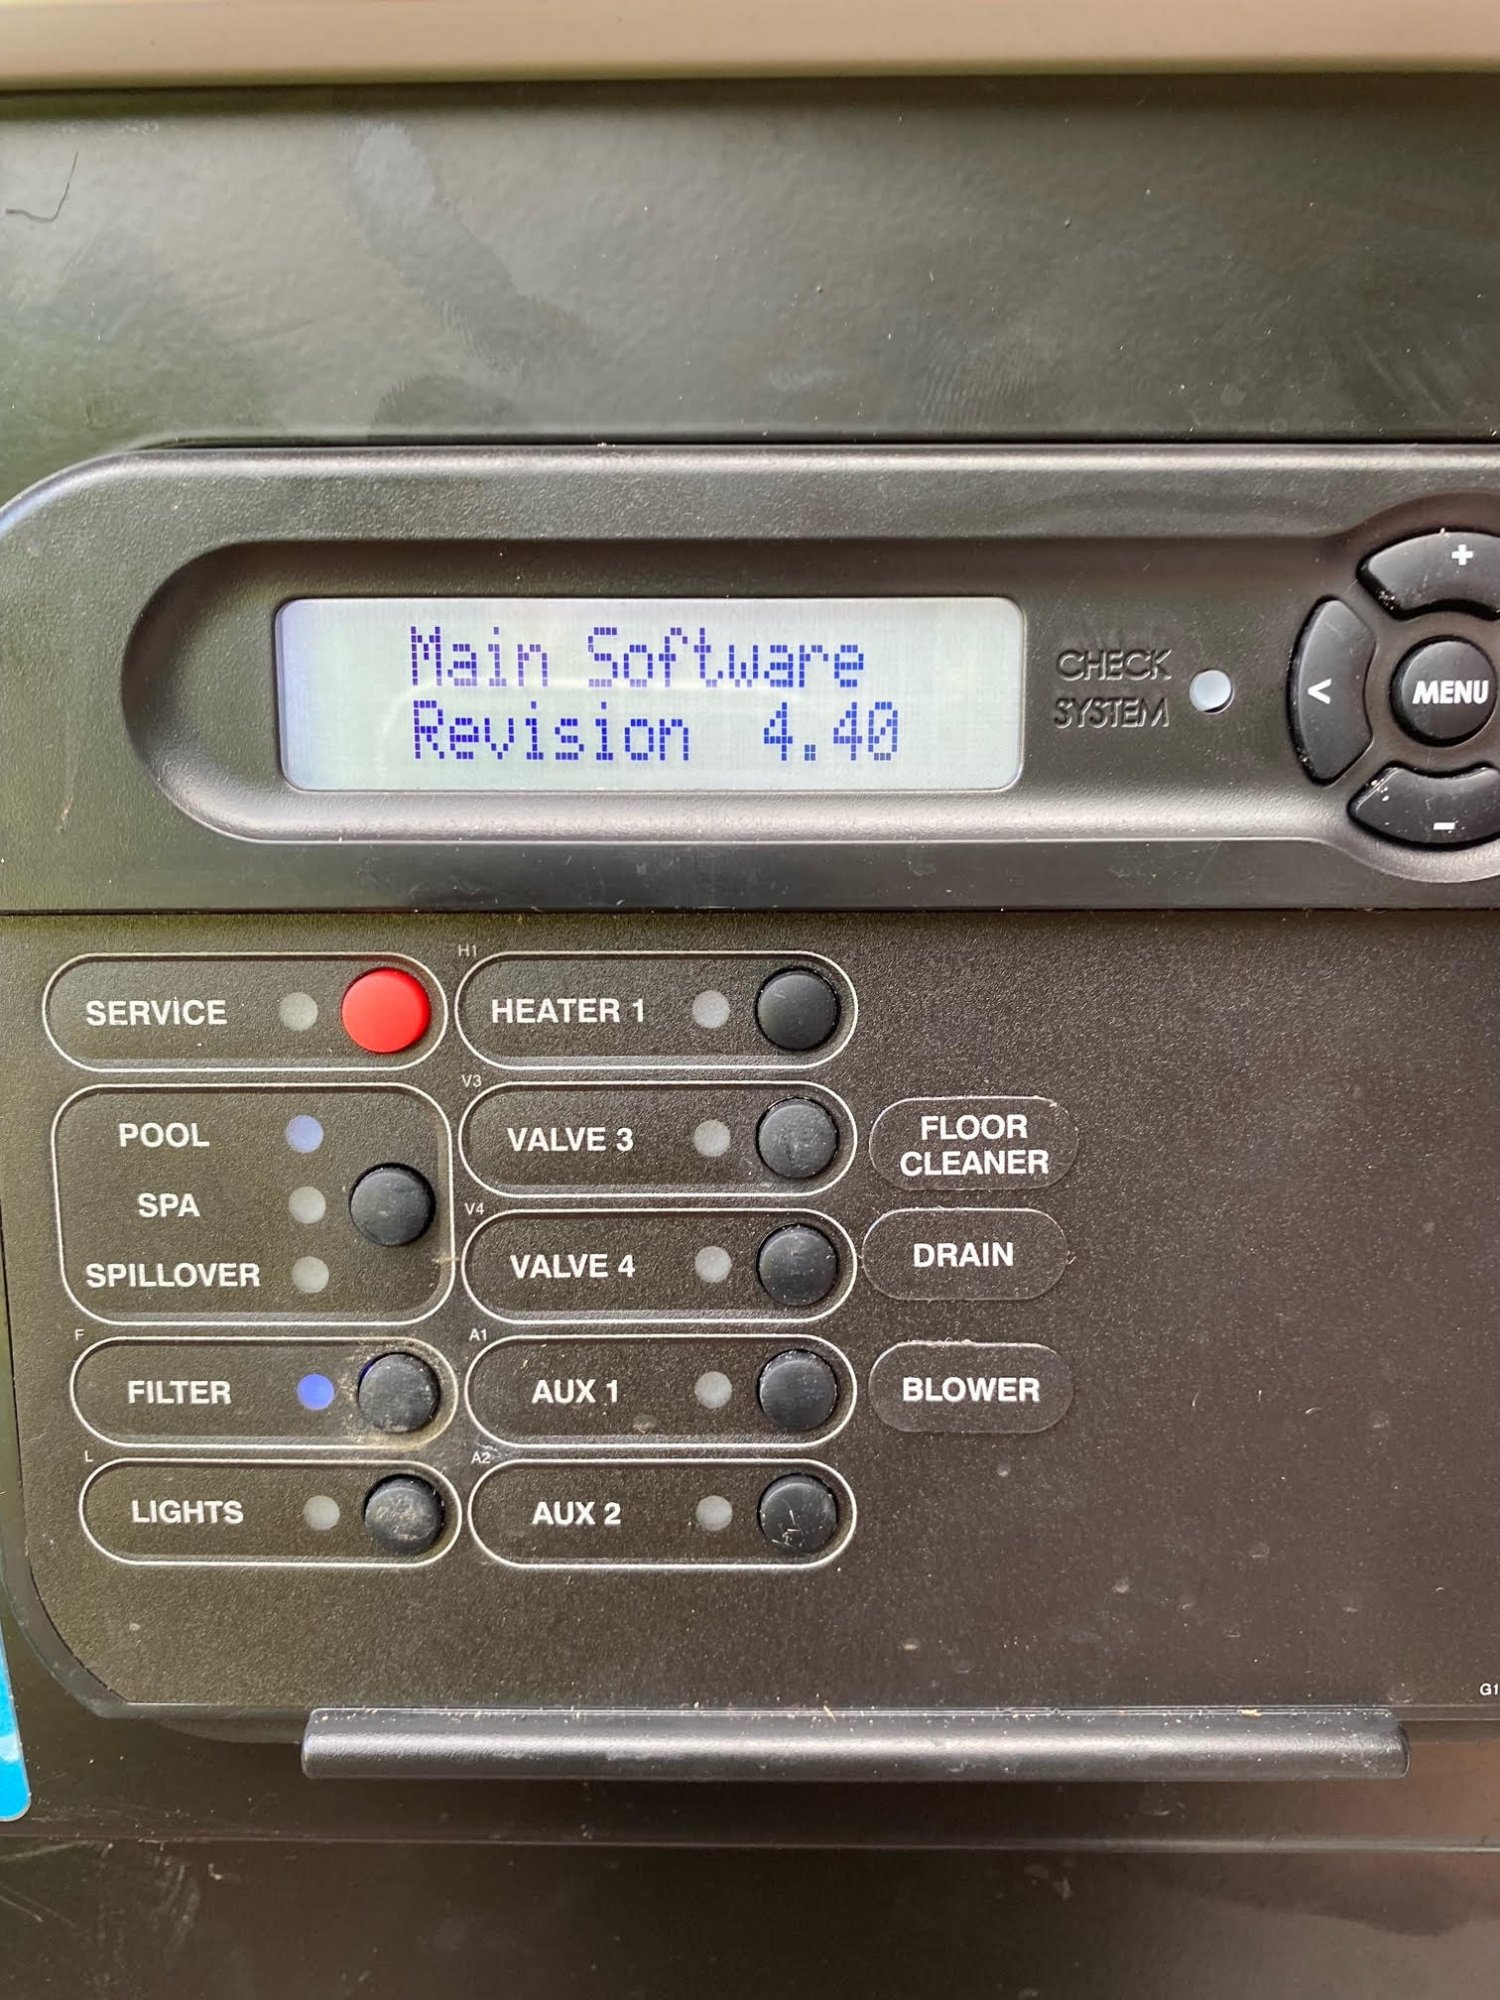 Main Software
Revision 4.40
CHECK
SYSTEM
+
<
MENU
-
SERVICE
POOL
SPA
SPILLOVER
F
FILTER
L
LIGHTS
H1
HEATER 1
V3
VALVE 3
V4
VALVE 4
A1
AUX 1
A2
AUX 2
FLOOR
CLEANER
DRAIN
BLOWER